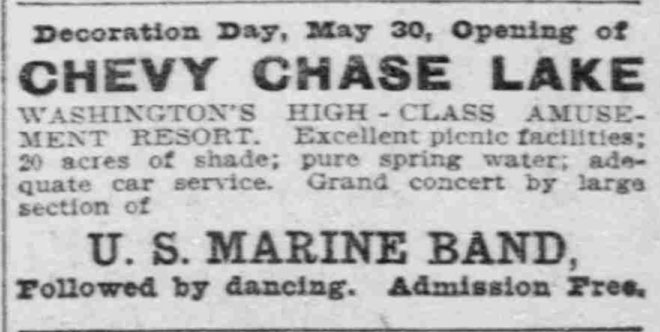 Decoration Day, May 30, Opening of
CHEVY CHASE LAKE
WASHINGTON'S HIGH-CLASS AMUSE-
MENT RESORT. Excellent picnic facilities;
20 acres of shade; pure spring water; ade-
quate car service. Grand concert by large
section of
U. S. MARINE BAND,
Followed by dancing. Admission Free.